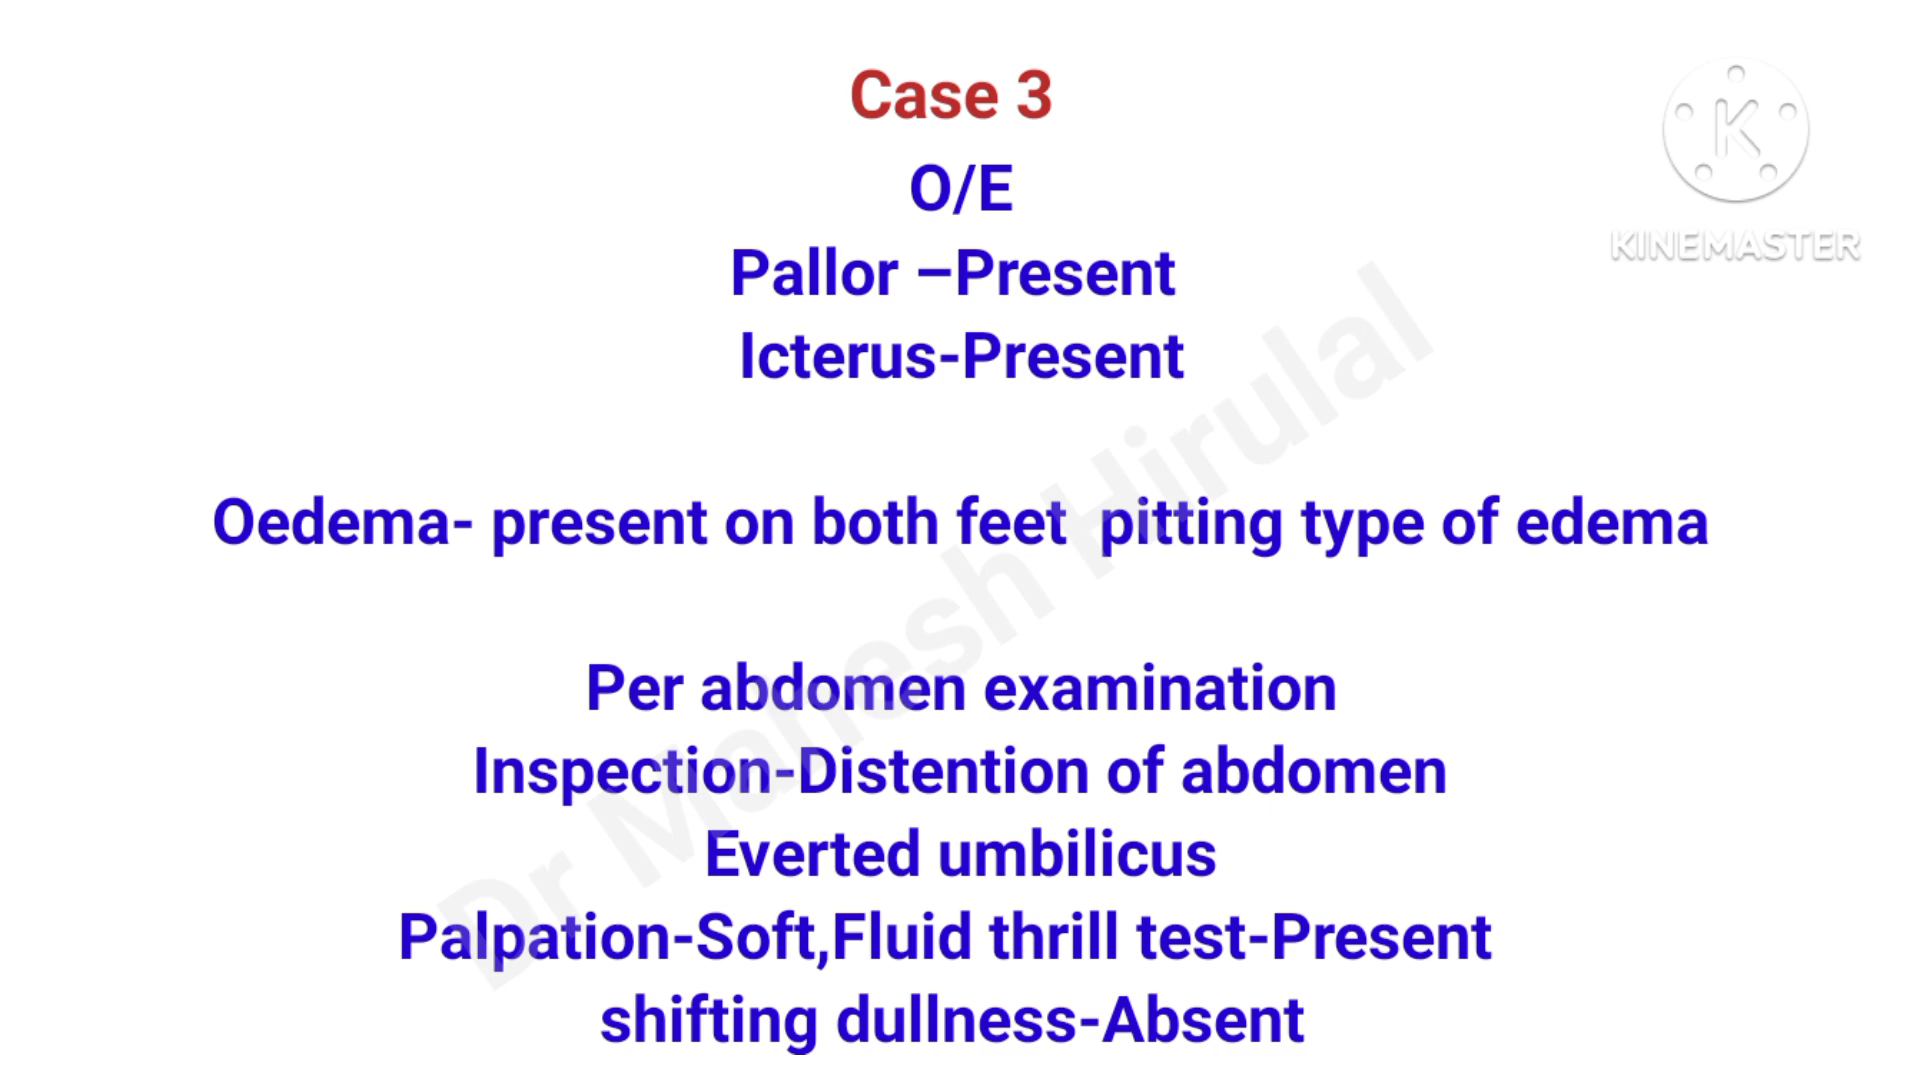 Case 3
O/E
Pallor –Present
Icterus-Present
Oedema- present on both feet  pitting type of edema
Per abdomen examination
Inspection-Distention of abdomen
Everted umbilicus
Palpation-Soft,Fluid thrill test-Present
shifting dullness-Absent
K
KINEMASTER
Dr Mahesh Hirulal